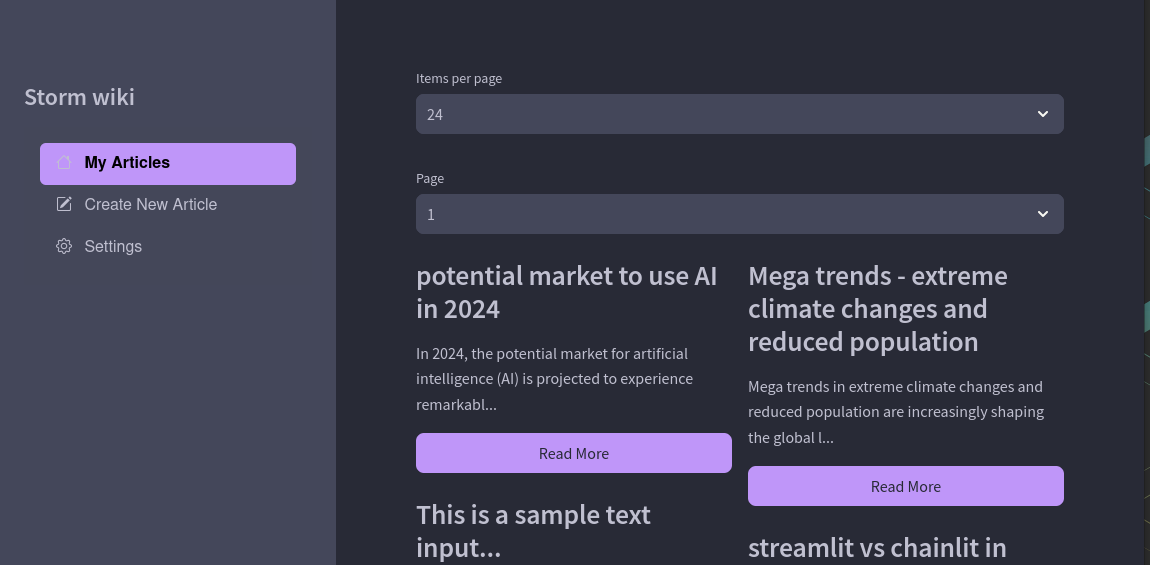 Storm wiki
My Articles
Create New Article
Settings
Items per page
24
Page
1
potential market to use AI
in 2024
In 2024, the potential market for artificial
intelligence (AI) is projected to experience
remarkabl...
Read More
This is a sample text
input...
Mega trends - extreme
climate changes and
reduced population
Mega trends in extreme climate changes and
reduced population are increasingly shaping
the global l...
Read More
streamlit vs chainlit in